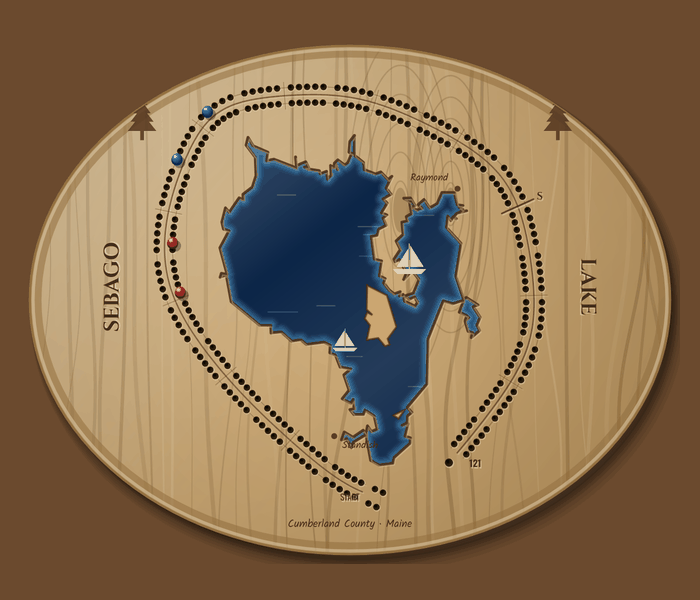 Raymond
S
SEBAGO
LAKE
Standish
121
START
Cumberland County · Maine